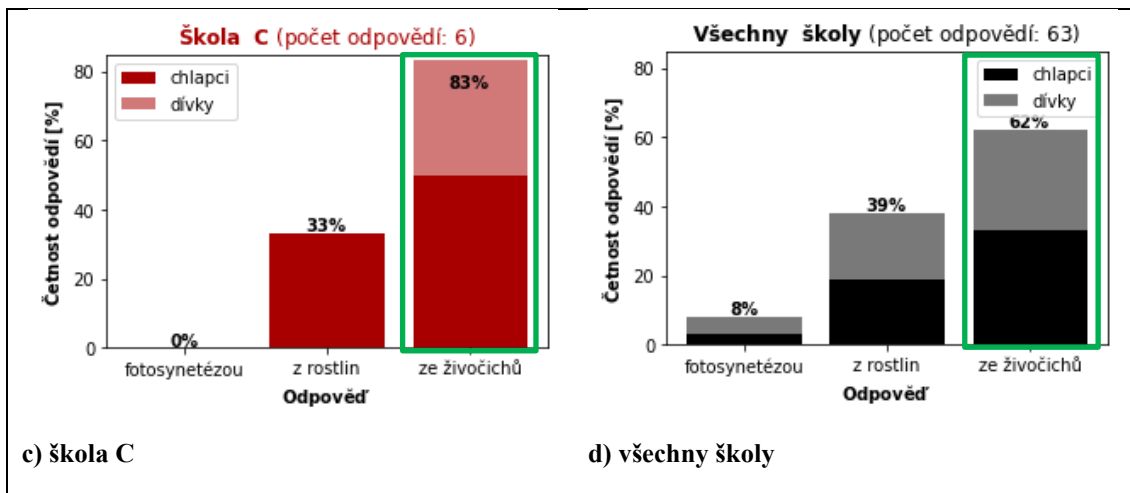 Škola C (počet odpovědí: 6)
80
60
40
20
0
Četnost odpovědí [%]
chlapci
dívky
0%
33%
83%
fotosynetézou
z rostlin
ze živočichů
Odpověď
c) škola C
Všechny školy (počet odpovědí: 63)
80
60
40
20
0
Četnost odpovědí [%]
chlapci
dívky
8%
39%
62%
fotosynetézou
z rostlin
ze živočichů
Odpověď
d) všechny školy